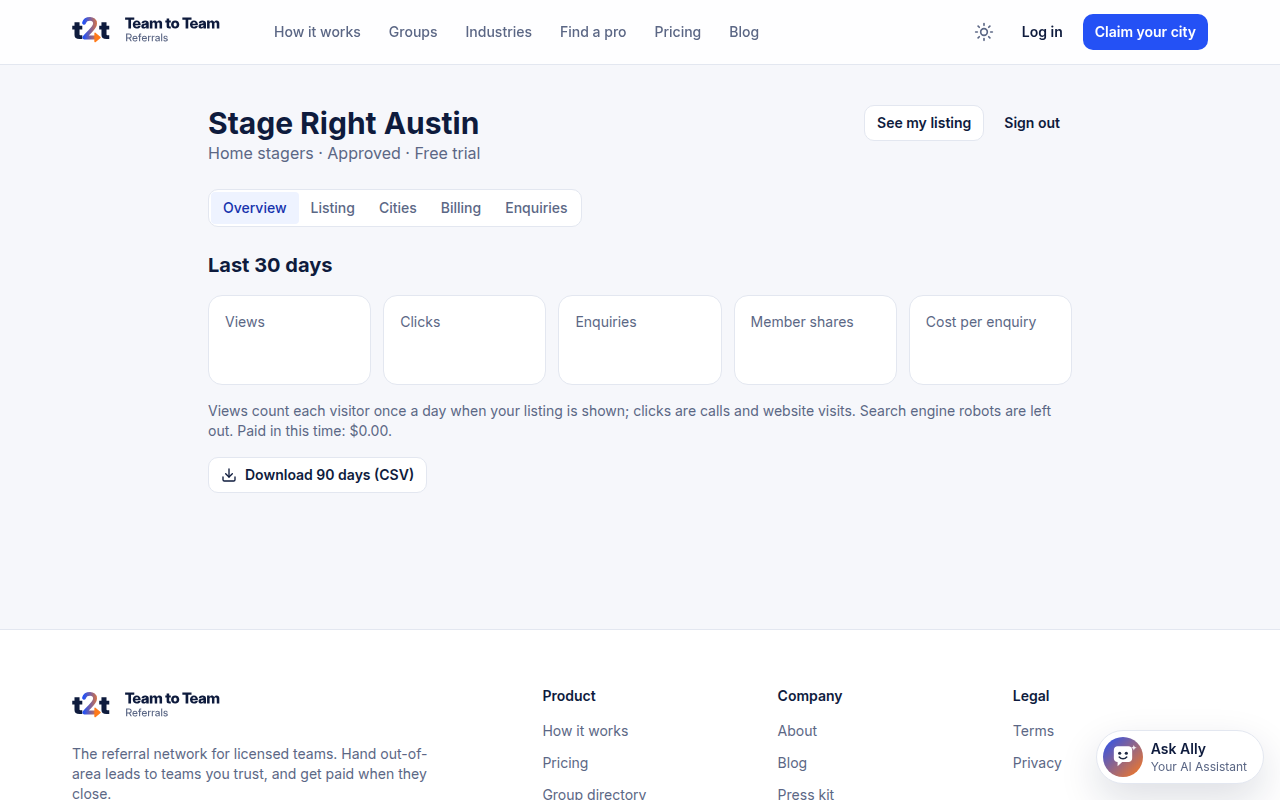 t2t Team to Team
Referrals
How it works
Groups
Industries
Find a pro
Pricing
Blog
Log in
Claim your city
Stage Right Austin
Home stagers · Approved · Free trial
See my listing
Sign out
Overview
Listing
Cities
Billing
Enquiries
Last 30 days
Views
Clicks
Enquiries
Member shares
Cost per enquiry
Views count each visitor once a day when your listing is shown; clicks are calls and website visits. Search engine robots are left
out. Paid in this time: $0.00.
Download 90 days (CSV)
t2t Team to Team
Referrals
The referral network for licensed teams. Hand out-of-
area leads to teams you trust, and get paid when they
close.
Product
How it works
Pricing
Group directory
Company
About
Blog
Press kit
Legal
Terms
Privacy
Ask Ally
Your AI Assistant